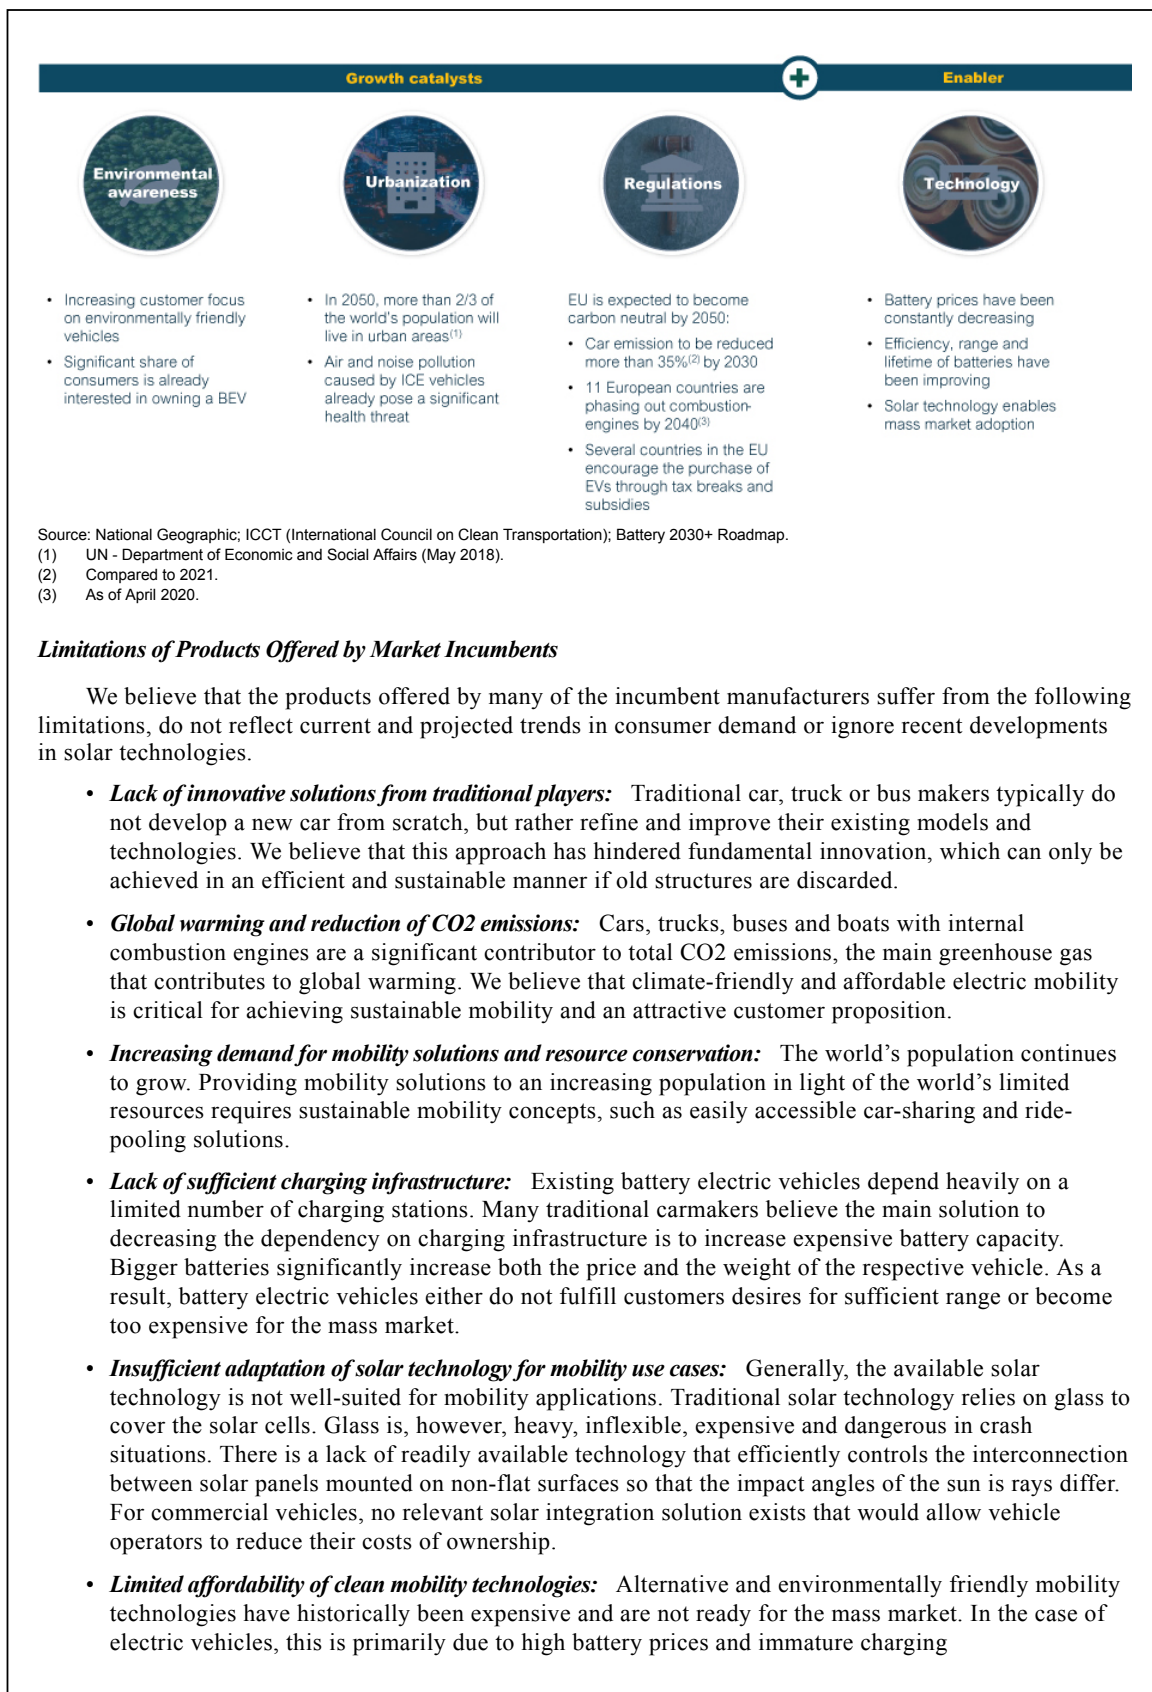 Growth catalysts
Enabler
Environmental
awareness
Urbanization
Regulations
Technology
• Increasing customer focus
on environmentally friendly
vehicles
• Significant share of
consumers is already
interested in owning a BEV
• In 2050, more than 2/3 of
the world's population will
live in urban areas(1)
• Air and noise pollution
caused by ICE vehicles
already pose a significant
health threat
EU is expected to become
carbon neutral by 2050:
• Car emission to be reduced
more than 35%(2) by 2030
• 11 European countries are
phasing out combustion-
engines by 2040(3)
• Several countries in the EU
encourage the purchase of
EVs through tax breaks and
subsidies
• Battery prices have been
constantly decreasing
• Efficiency, range and
lifetime of batteries have
been improving
• Solar technology enables
mass market adoption
Source: National Geographic; ICCT (International Council on Clean Transportation); Battery 2030+ Roadmap.
(1) UN - Department of Economic and Social Affairs (May 2018).
(2) Compared to 2021.
(3) As of April 2020.
Limitations of Products Offered by Market Incumbents
We believe that the products offered by many of the incumbent manufacturers suffer from the following
limitations, do not reflect current and projected trends in consumer demand or ignore recent developments
in solar technologies.
• Lack of innovative solutions from traditional players: Traditional car, truck or bus makers typically do
not develop a new car from scratch, but rather refine and improve their existing models and
technologies. We believe that this approach has hindered fundamental innovation, which can only be
achieved in an efficient and sustainable manner if old structures are discarded.
• Global warming and reduction of CO2 emissions: Cars, trucks, buses and boats with internal
combustion engines are a significant contributor to total CO2 emissions, the main greenhouse gas
that contributes to global warming. We believe that climate-friendly and affordable electric mobility
is critical for achieving sustainable mobility and an attractive customer proposition.
• Increasing demand for mobility solutions and resource conservation: The world's population continues
to grow. Providing mobility solutions to an increasing population in light of the world's limited
resources requires sustainable mobility concepts, such as easily accessible car-sharing and ride-
pooling solutions.
• Lack of sufficient charging infrastructure: Existing battery electric vehicles depend heavily on a
limited number of charging stations. Many traditional carmakers believe the main solution to
decreasing the dependency on charging infrastructure is to increase expensive battery capacity.
Bigger batteries significantly increase both the price and the weight of the respective vehicle. As a
result, battery electric vehicles either do not fulfill customers desires for sufficient range or become
too expensive for the mass market.
• Insufficient adaptation of solar technology for mobility use cases: Generally, the available solar
technology is not well-suited for mobility applications. Traditional solar technology relies on glass to
cover the solar cells. Glass is, however, heavy, inflexible, expensive and dangerous in crash
situations. There is a lack of readily available technology that efficiently controls the interconnection
between solar panels mounted on non-flat surfaces so that the impact angles of the sun is rays differ.
For commercial vehicles, no relevant solar integration solution exists that would allow vehicle
operators to reduce their costs of ownership.
• Limited affordability of clean mobility technologies: Alternative and environmentally friendly mobility
technologies have historically been expensive and are not ready for the mass market. In the case of
electric vehicles, this is primarily due to high battery prices and immature charging